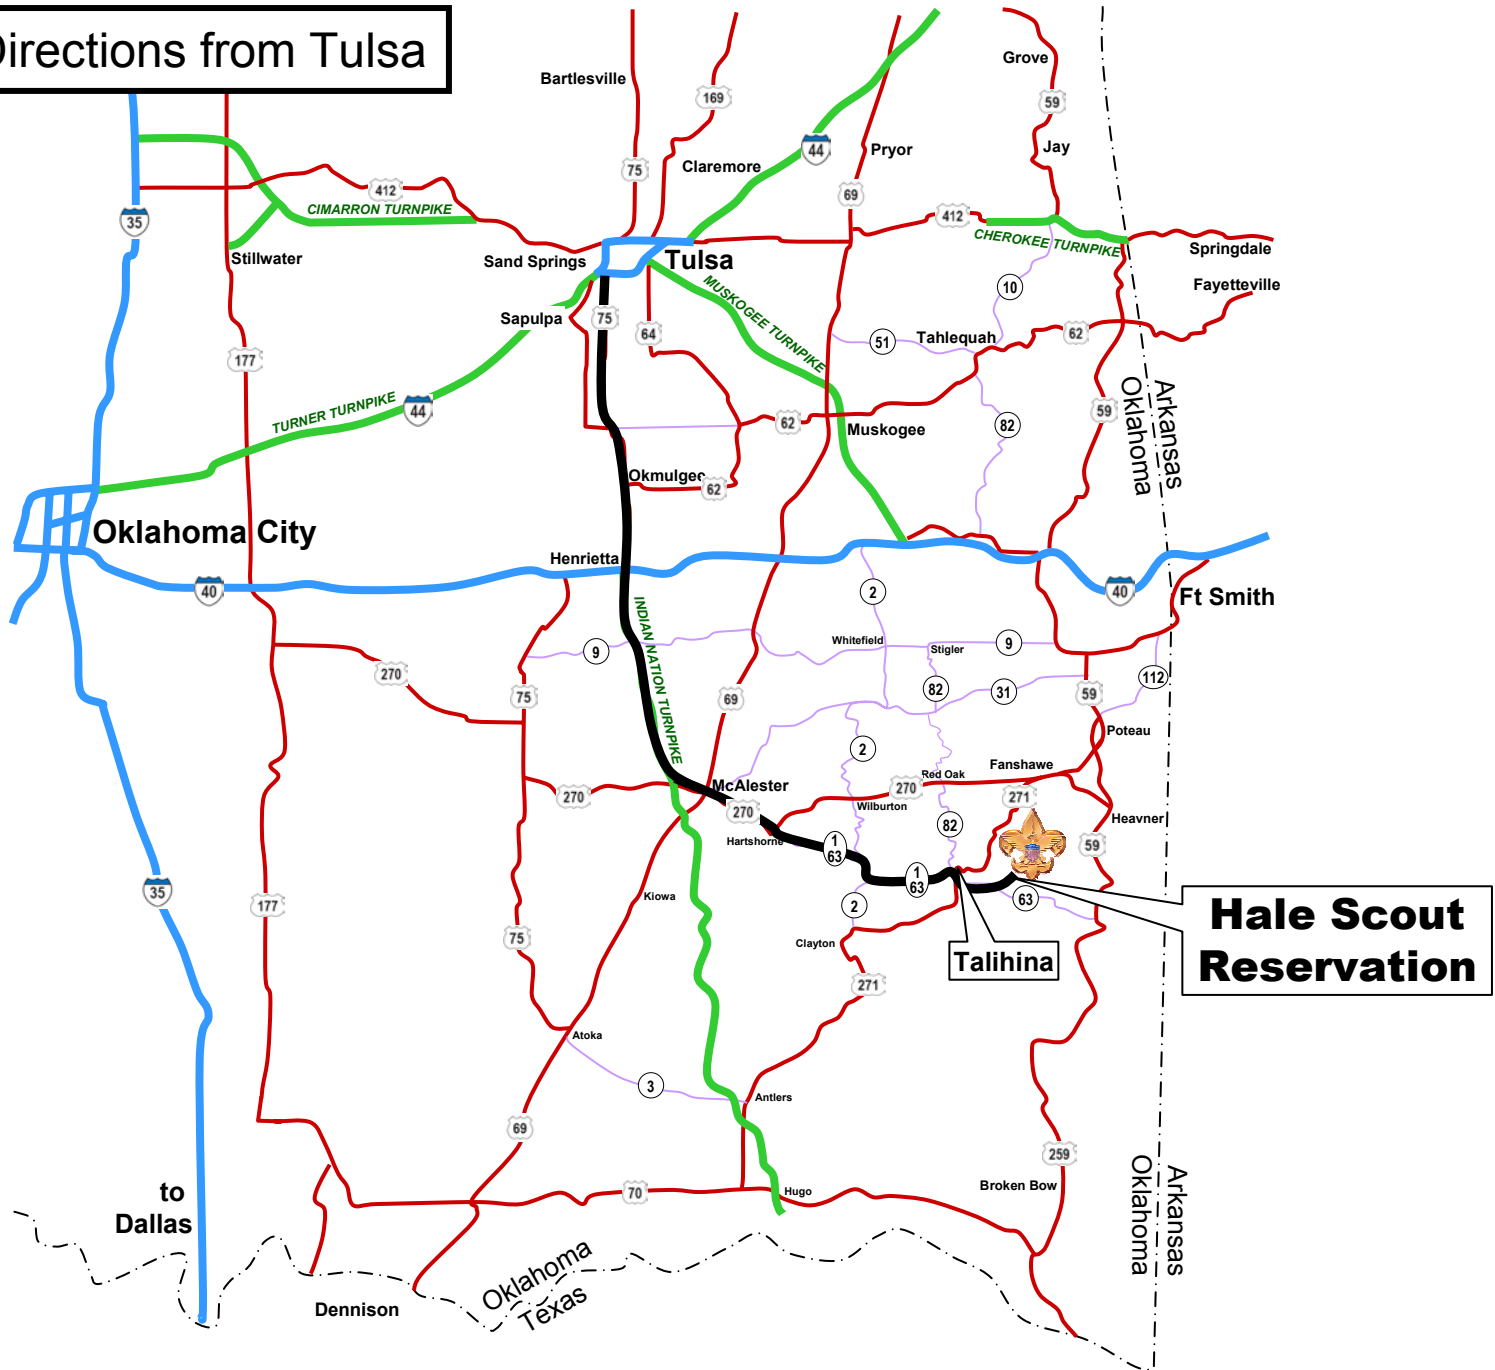 Directions from Tulsa
Bartlesville
Grove
169
59
44
Pryor
Jay
Claremore
75
412
69
CIMARRON TURNPIKE
35
412
CHEROKEE TURNPIKE
Springdale
Stillwater
Sand Springs
Tulsa
Fayetteville
10
MUSKOGEE TURNPIKE
Sapulpa
75
64
51
Tahlequah
62
177
TURNER TURNPIKE
44
59
Arkansas
Oklahoma
62
Muskogee
82
Okmulgee
62
Oklahoma City
Henrietta
40
2
40
Ft Smith
INDIAN NATION TURNPIKE
9
Whitefield
Stigler
9
270
75
69
82
31
59
112
Poteau
2
Fanshawe
Red Oak
270
McAlester
270
270
Wilburton
271
Heavner
82
Hartshorne
1
63
59
1
63
35
177
Kiowa
2
63
Hale Scout
Reservation
75
Clayton
Talihina
271
Atoka
3
Antlers
69
259
Broken Bow
Arkansas
Oklahoma
70
Hugo
to
Dallas
Oklahoma
Texas
Dennison